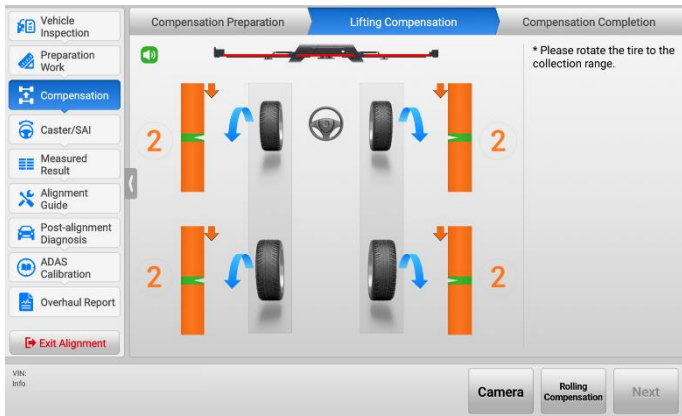 Vehicle
Inspection
Preparation
Work
Compensation
Caster/SAI
Measured
Result
Alignment
Guide
Post-alignment
Diagnosis
ADAS
Calibration
Overhaul Report
Exit Alignment
Compensation Preparation
Lifting Compensation
Compensation Completion
* Please rotate the tire to the
collection range.
2
2
2
2
VIN:
Info
Camera
Rolling
Compensation
Next